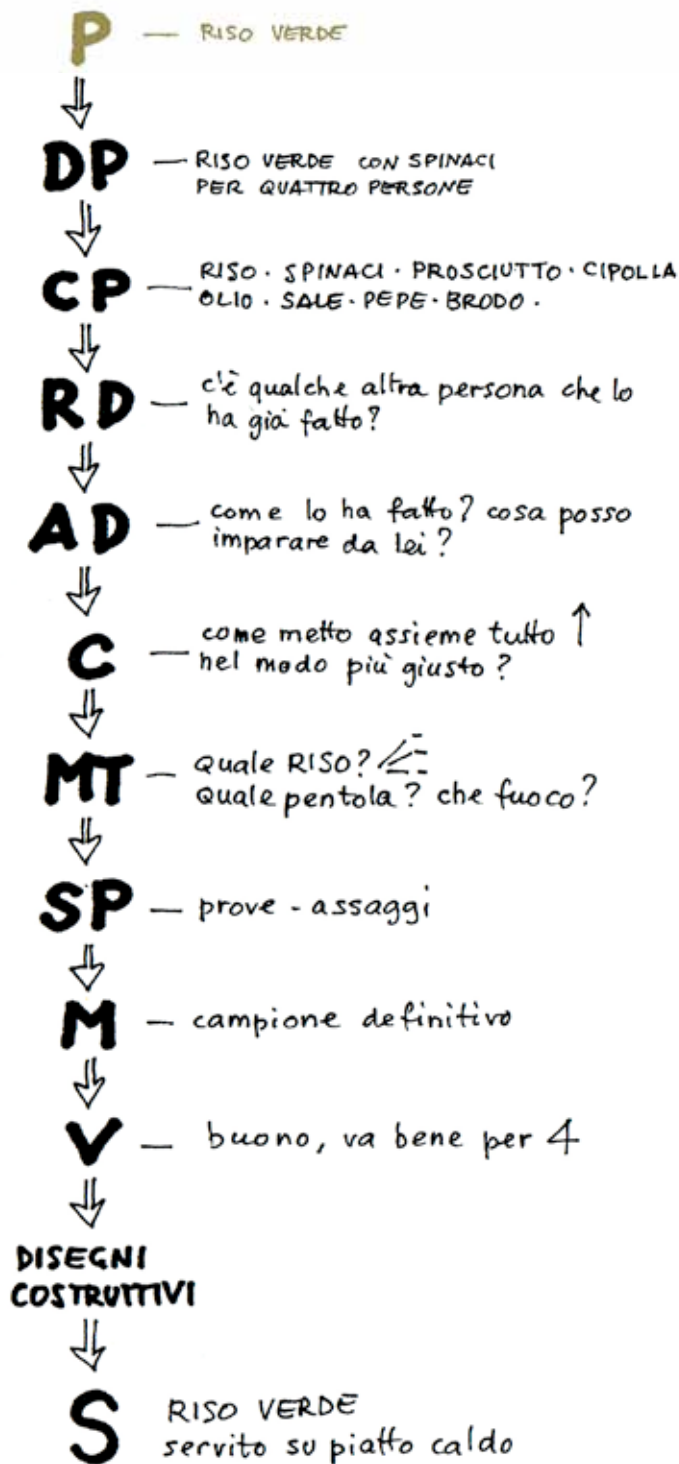 P — RISO VERDE
DP — RISO VERDE CON SPINACI
PER QUATTRO PERSONE
CP — RISO · SPINACI · PROSCIUTTO · CIPOLLA
OLIO · SALE · PEPE · BRODO ·
RD — c'è qualche altra persona che lo
ha già fatto?
AD — come lo ha fatto? cosa posso
imparare da lei?
C — come metto assieme tutto
nel modo più giusto?
MT — quale RISO?
quale pentola? che fuoco?
SP — prove - assaggi
M — campione definitivo
V — buono, va bene per 4
DISEGNI
COSTRUTTIVI
S RISO VERDE
servito su piatto caldo